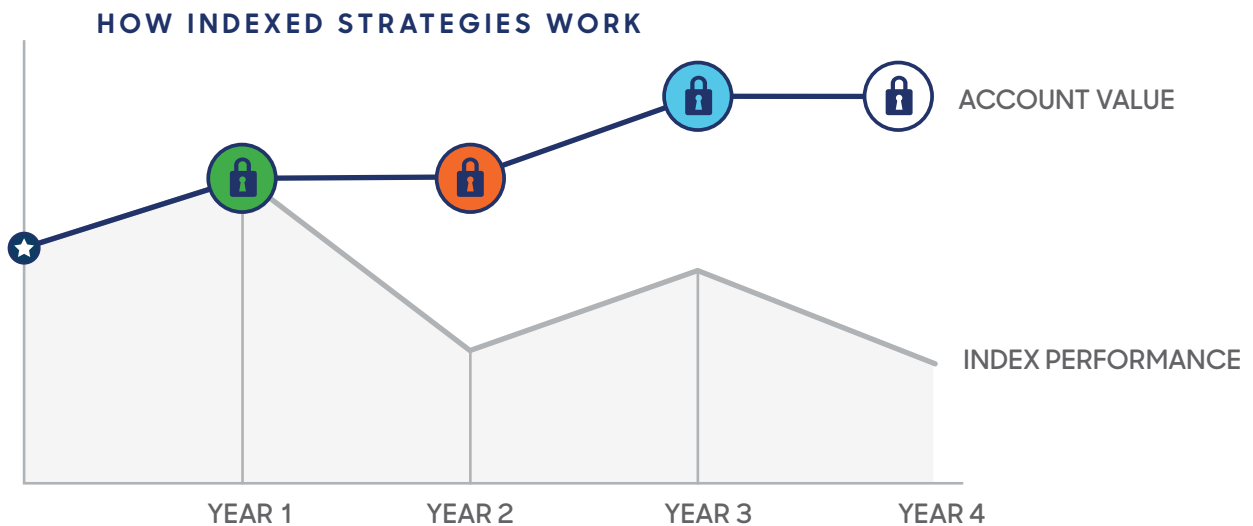 HOW INDEXED STRATEGIES WORK
ACCOUNT VALUE
INDEX PERFORMANCE
YEAR 1
YEAR 2
YEAR 3
YEAR 4